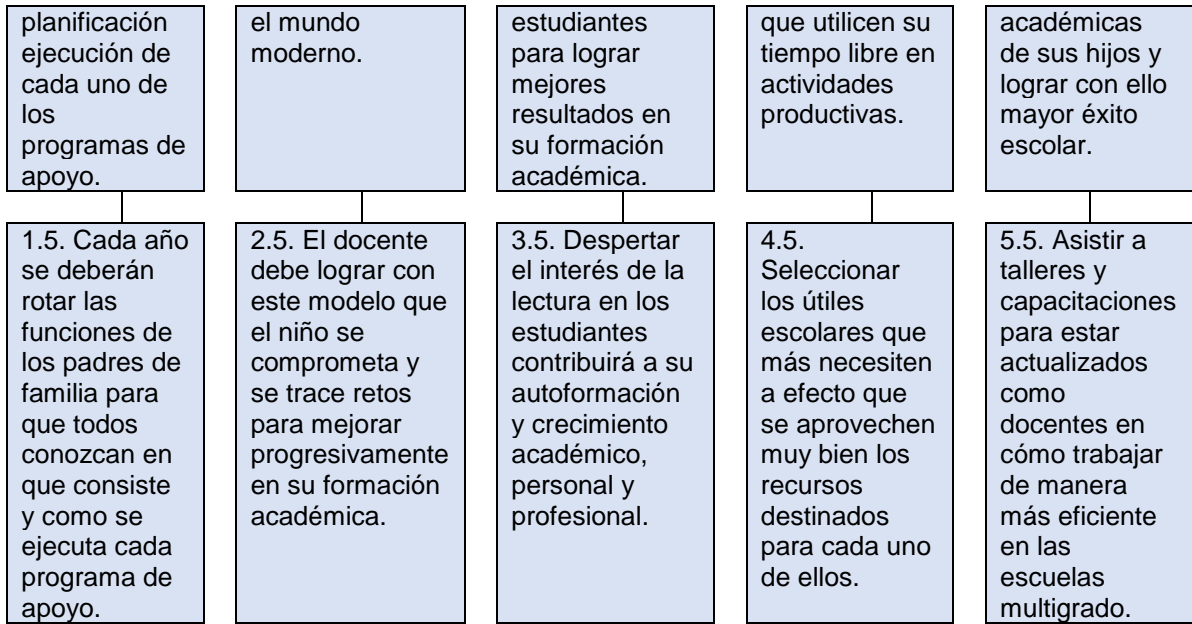 planificación
ejecución de
cada uno de
los
programas de
apoyo.
el mundo
moderno.
estudiantes
para lograr
mejores
resultados en
su formación
académica.
que utilicen su
tiempo libre en
actividades
productivas.
académicas
de sus hijos y
lograr con ello
mayor éxito
escolar.
1.5. Cada año
se deberán
rotar las
funciones de
los padres de
familia para
que todos
conozcan en
que consiste
y como se
ejecuta cada
programa de
apoyo.
2.5. El docente
debe lograr con
este modelo que
el niño se
comprometa y
se trace retos
para mejorar
progresivamente
en su formación
académica.
3.5. Despertar
el interés de la
lectura en los
estudiantes
contribuirá a su
autoformación
y crecimiento
académico,
personal y
profesional.
4.5.
Seleccionar
los útiles
escolares que
más necesiten
a efecto que
se aprovechen
muy bien los
recursos
destinados
para cada uno
de ellos.
5.5. Asistir a
talleres y
capacitaciones
para estar
actualizados
como
docentes en
cómo trabajar
de manera
más eficiente
en las
escuelas
multigrado.